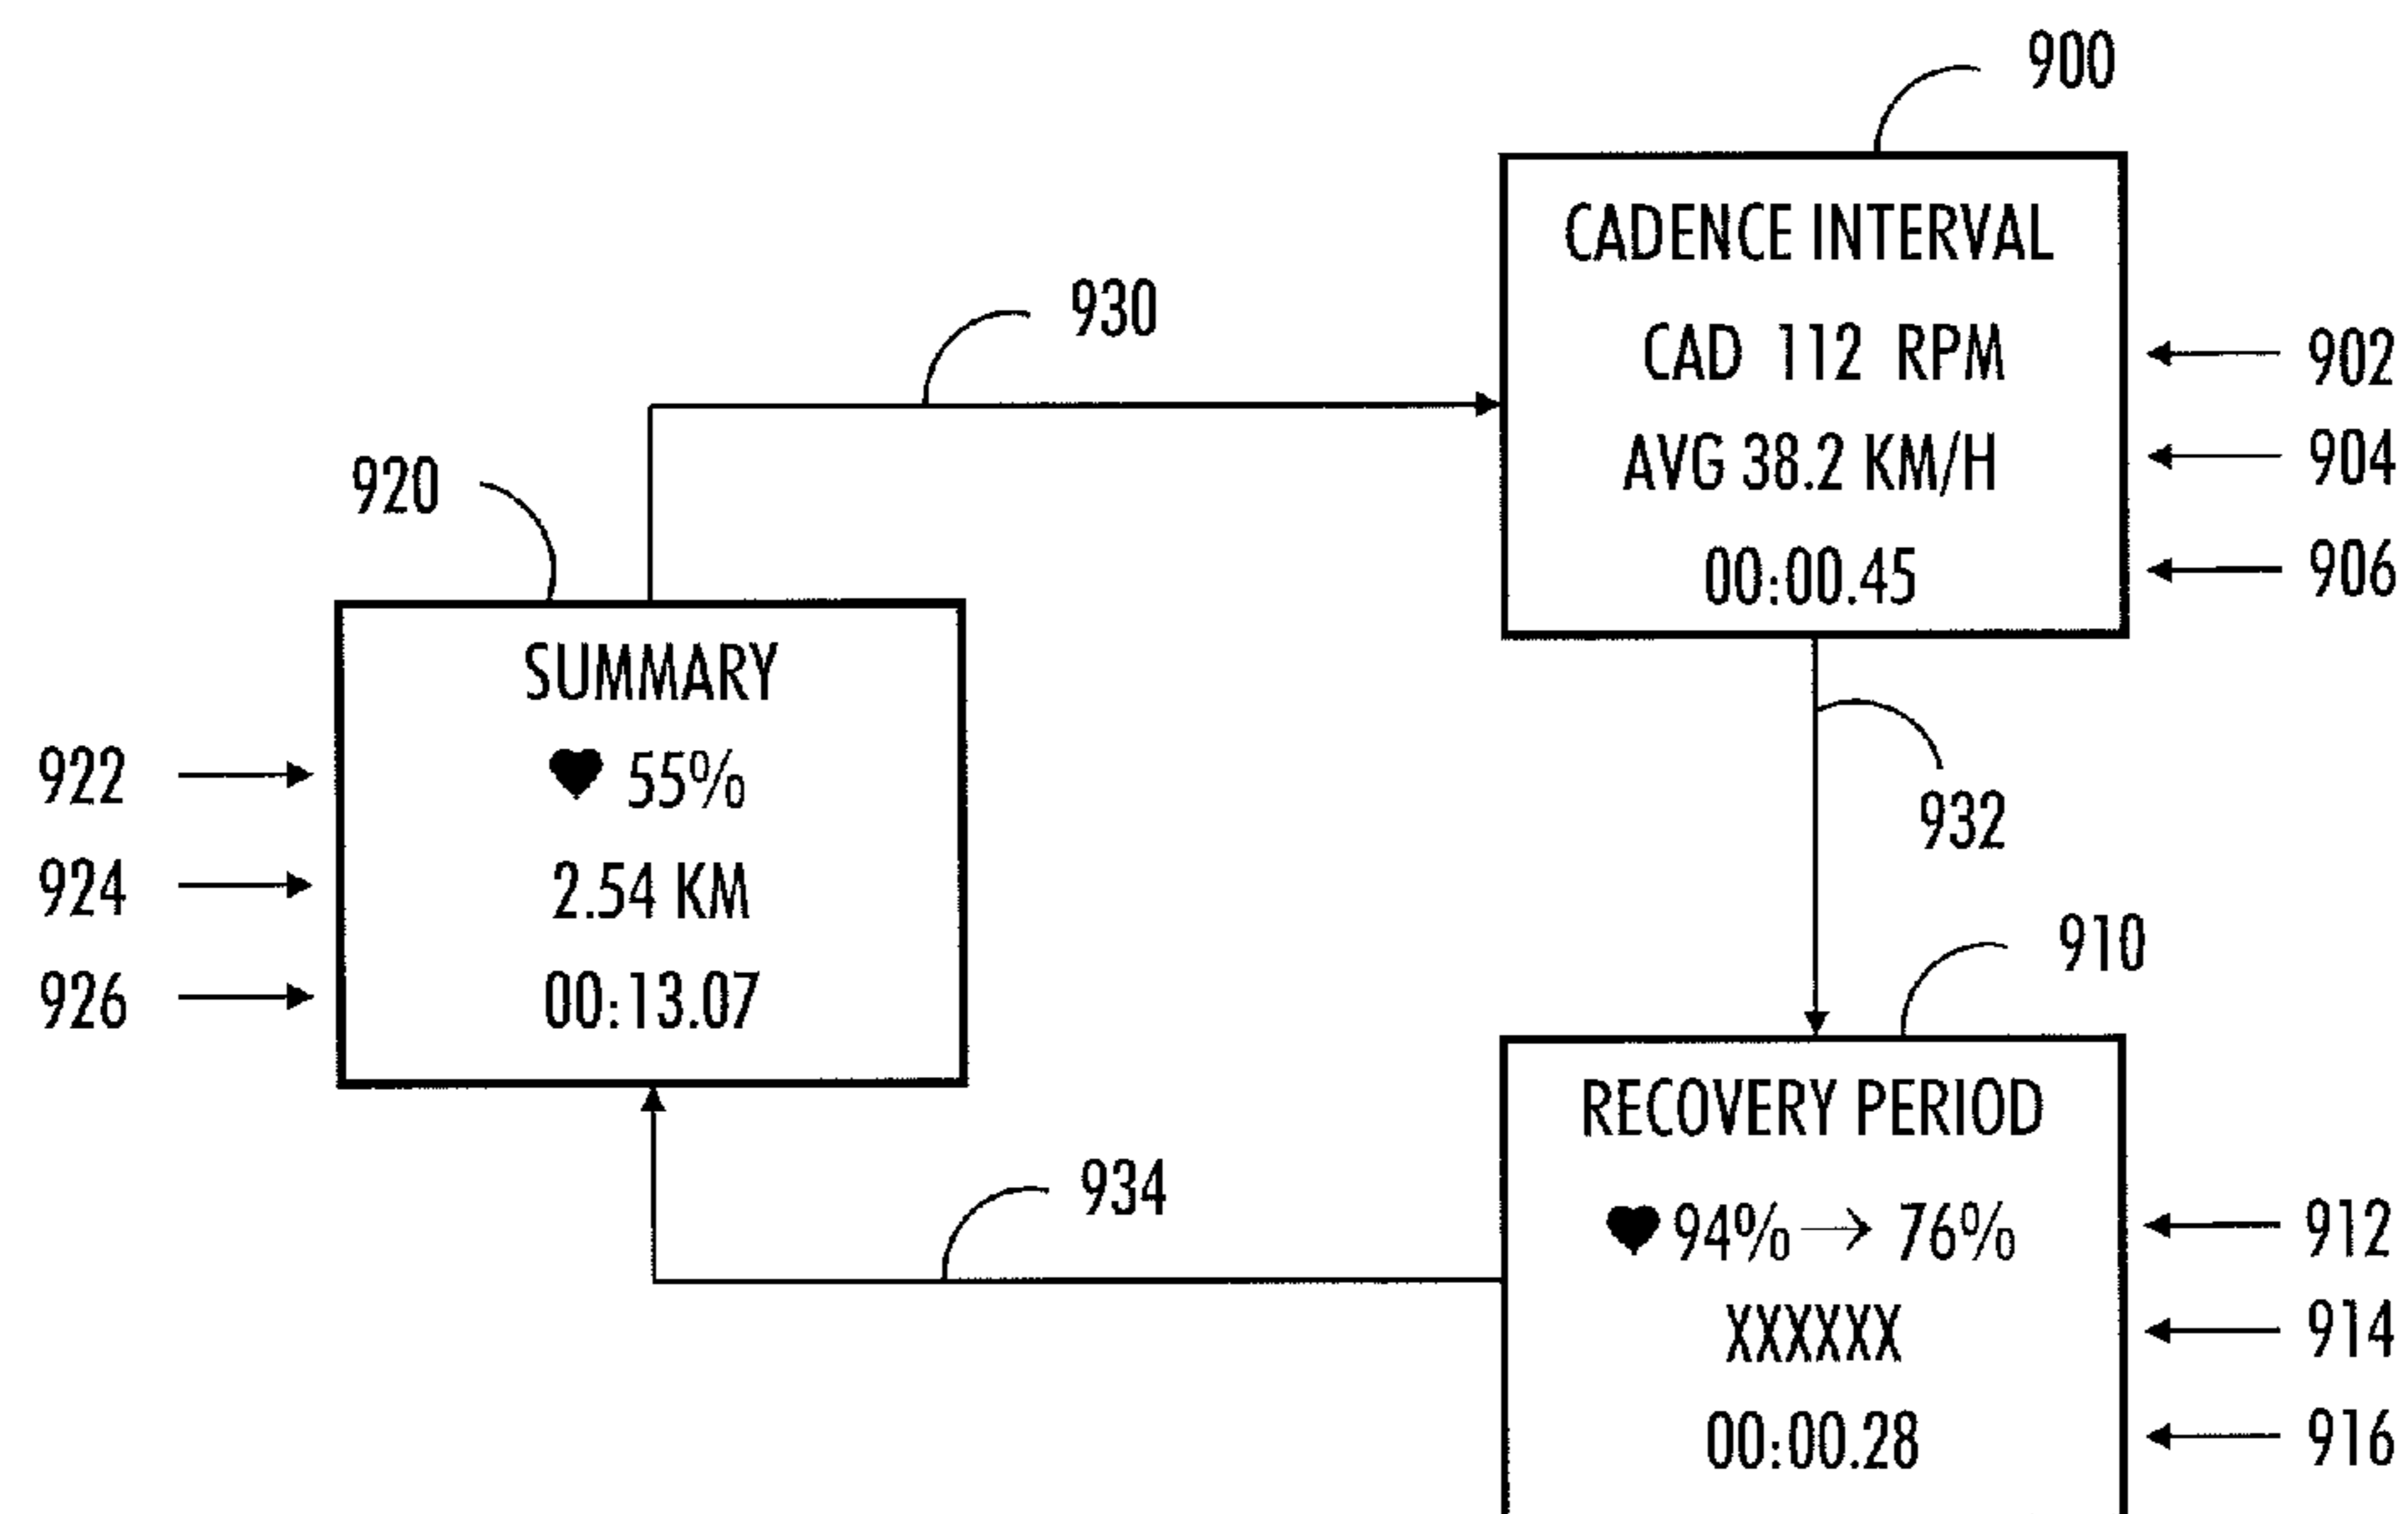 900
CADENCE INTERVAL
CAD 112 RPM
902
AVG 38.2 KM/H
904
00:00.45
906
930
920
SUMMARY
922
♥ 55%
924
2.54 KM
926
00:13.07
932
910
RECOVERY PERIOD
♥ 94% → 76%
912
XXXXXX
914
00:00.28
916
934